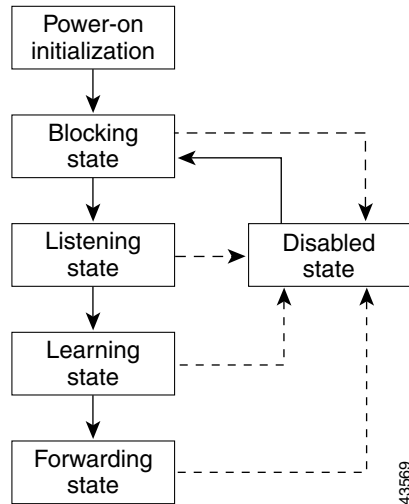 Power-on
initialization
Blocking
state
Listening
state
Disabled
state
Learning
state
Forwarding
state
43569